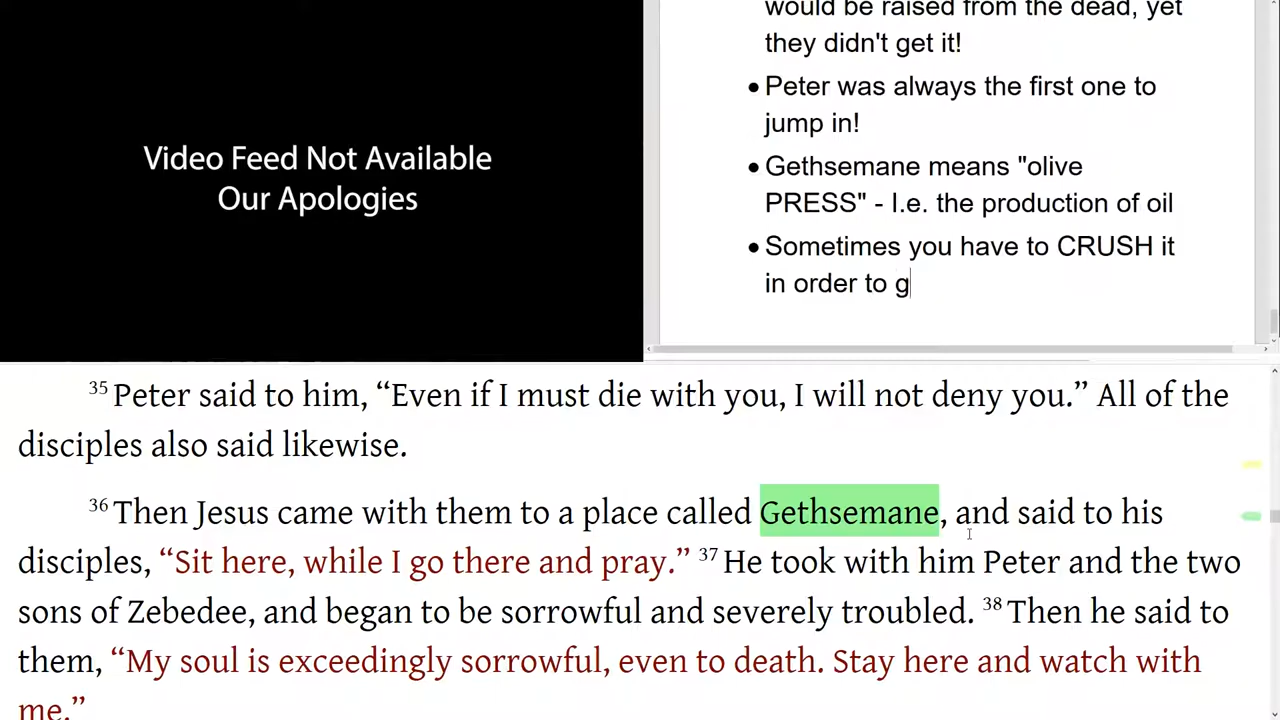 Video Feed Not Available
Our Apologies
would be raised from the dead, yet
they didn't get it!
• Peter was always the first one to
jump in!
• Gethsemane means "olive
PRESS" - I.e. the production of oil
• Sometimes you have to CRUSH it
in order to g
35 Peter said to him, “Even if I must die with you, I will not deny you.” All of the
disciples also said likewise.
36 Then Jesus came with them to a place called Gethsemane, and said to his
disciples, “Sit here, while I go there and pray.” 37 He took with him Peter and the two
sons of Zebedee, and began to be sorrowful and severely troubled. 38 Then he said to
them, “My soul is exceedingly sorrowful, even to death. Stay here and watch with
me.”